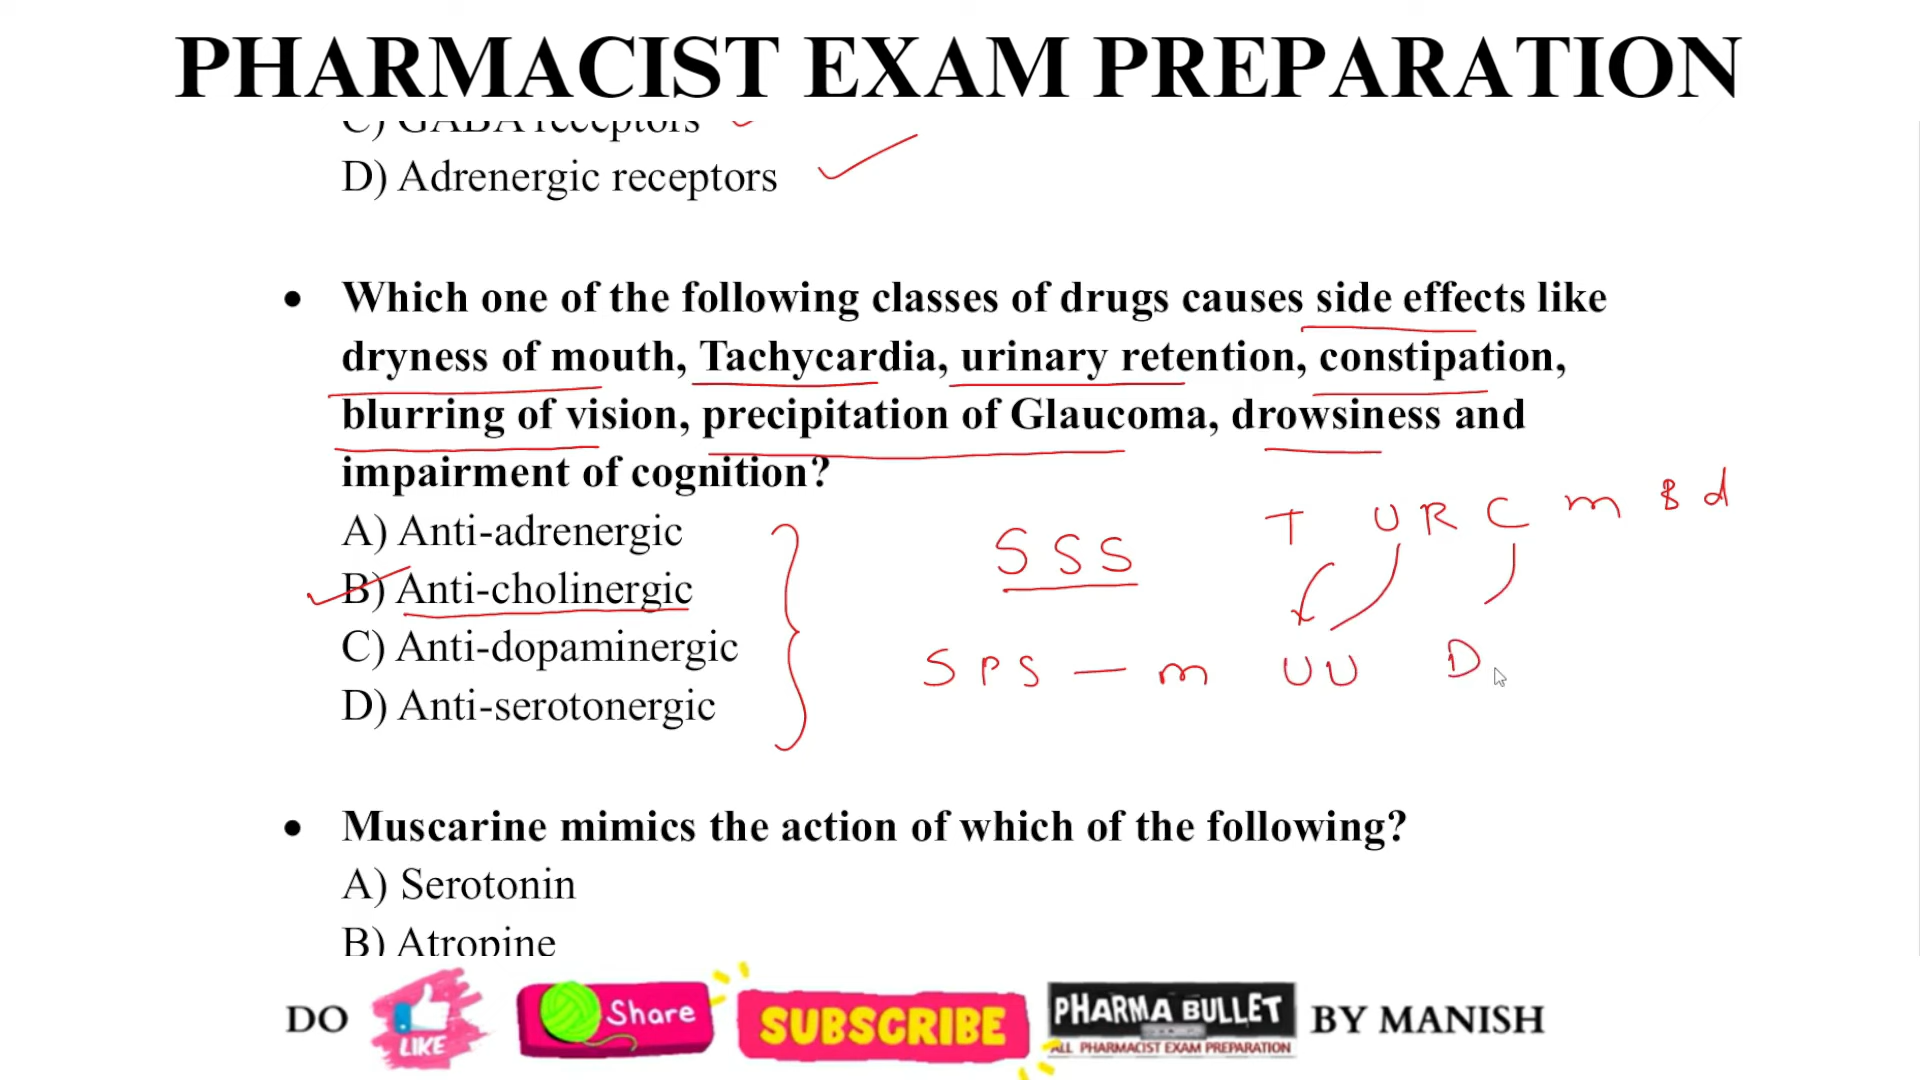 PHARMACIST EXAM PREPARATION
C) GABA receptors
D) Adrenergic receptors
• Which one of the following classes of drugs causes side effects like
dryness of mouth, Tachycardia, urinary retention, constipation,
blurring of vision, precipitation of Glaucoma, drowsiness and
impairment of cognition?
T U R C m B d
A) Anti-adrenergic
SSS
B) Anti-cholinergic
C) Anti-dopaminergic
SPS — m UU D
D) Anti-serotonergic
• Muscarine mimics the action of which of the following?
A) Serotonin
B) Atropine
DO LIKE Share SUBSCRIBE PHARMA BULLET BY MANISH
ALL PHARMACIST EXAM PREPARATION